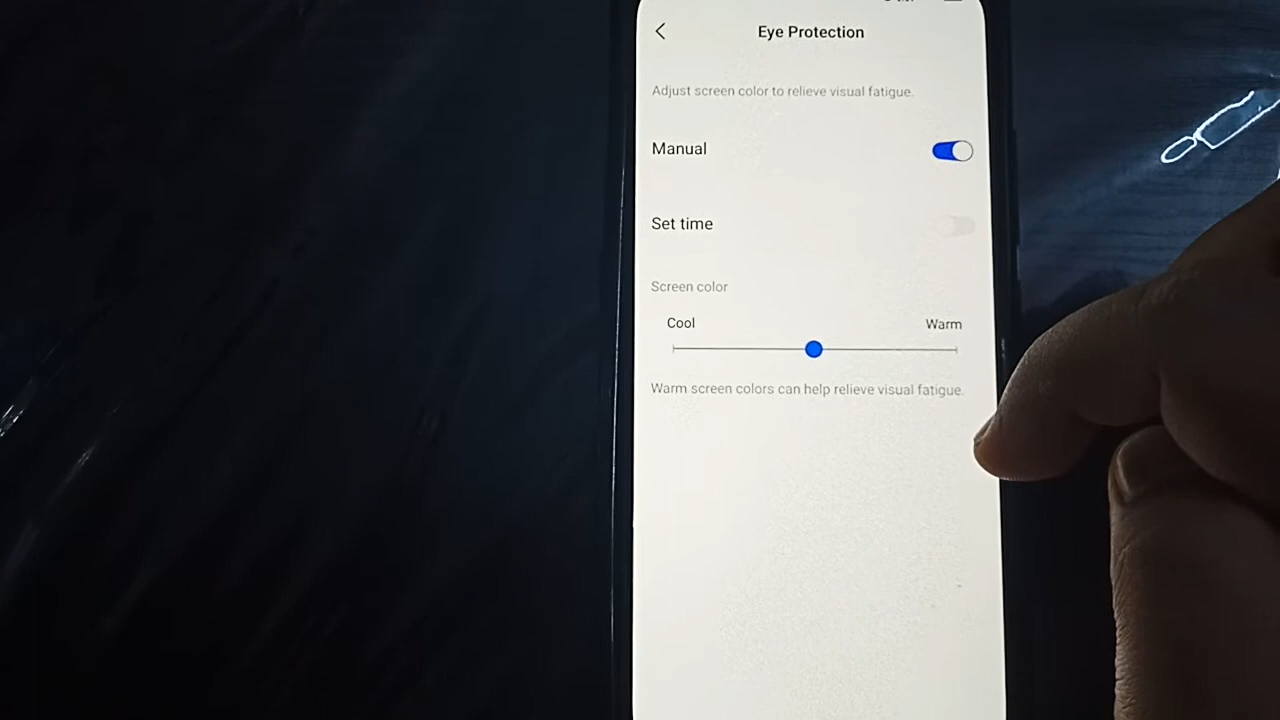 Eye Protection
Adjust screen color to relieve visual fatigue.
Manual
Set time
Screen color
Cool Warm
Warm screen colors can help relieve visual fatigue.